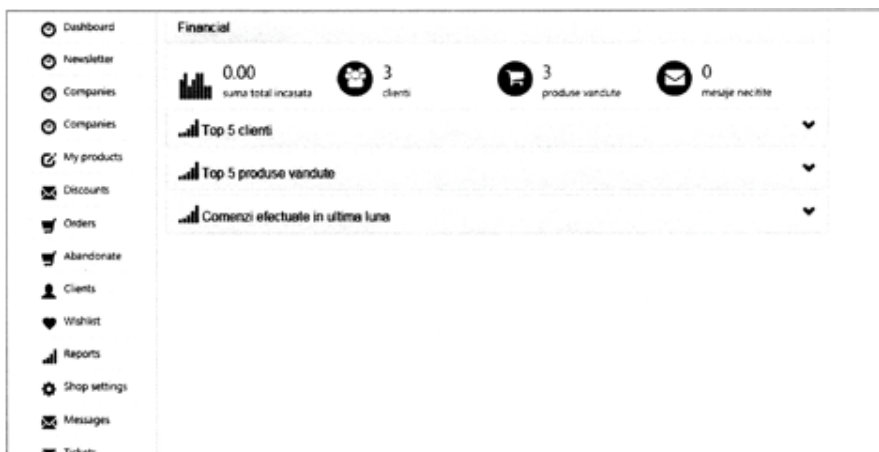 Dashboard
Newsletter
Companies
Companies
My products
Discounts
Orders
Abandonate
Clients
Wishlist
Reports
Shop settings
Messages
Tickets
Financial
0.00
suma total incasata
3
clienti
3
produse vandute
0
mesaje necitite
Top 5 clienti
Top 5 produse vandute
Comenzi efectuate in ultima luna